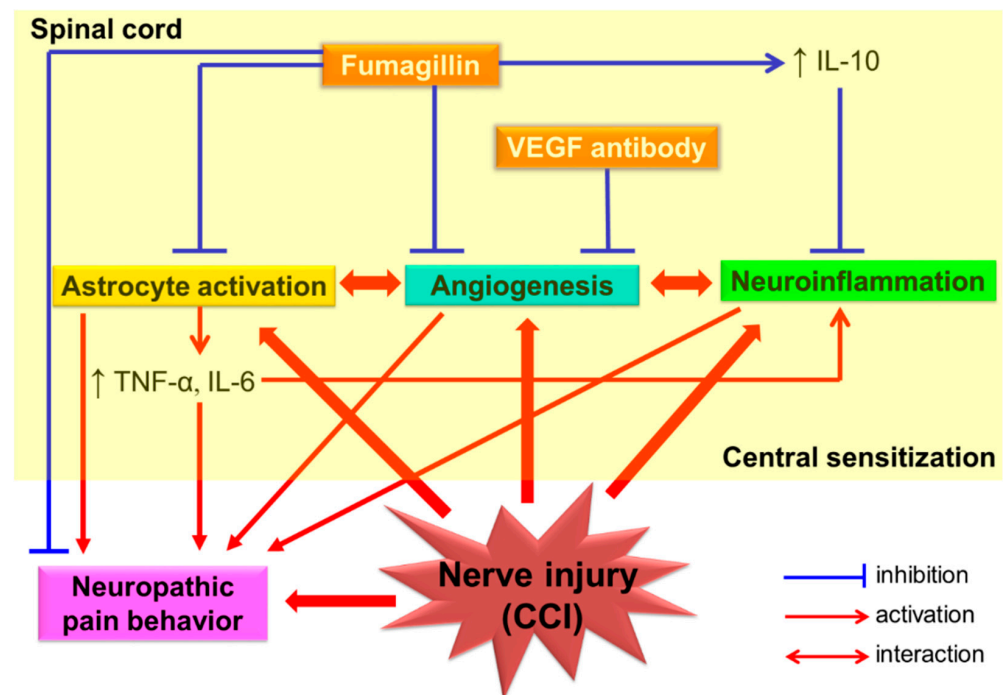 Spinal cord
Fumagillin
↑ IL-10
VEGF antibody
Astrocyte activation
Angiogenesis
Neuroinflammation
↑ TNF-α, IL-6
Central sensitization
Neuropathic
pain behavior
Nerve injury
(CCI)
inhibition
activation
interaction